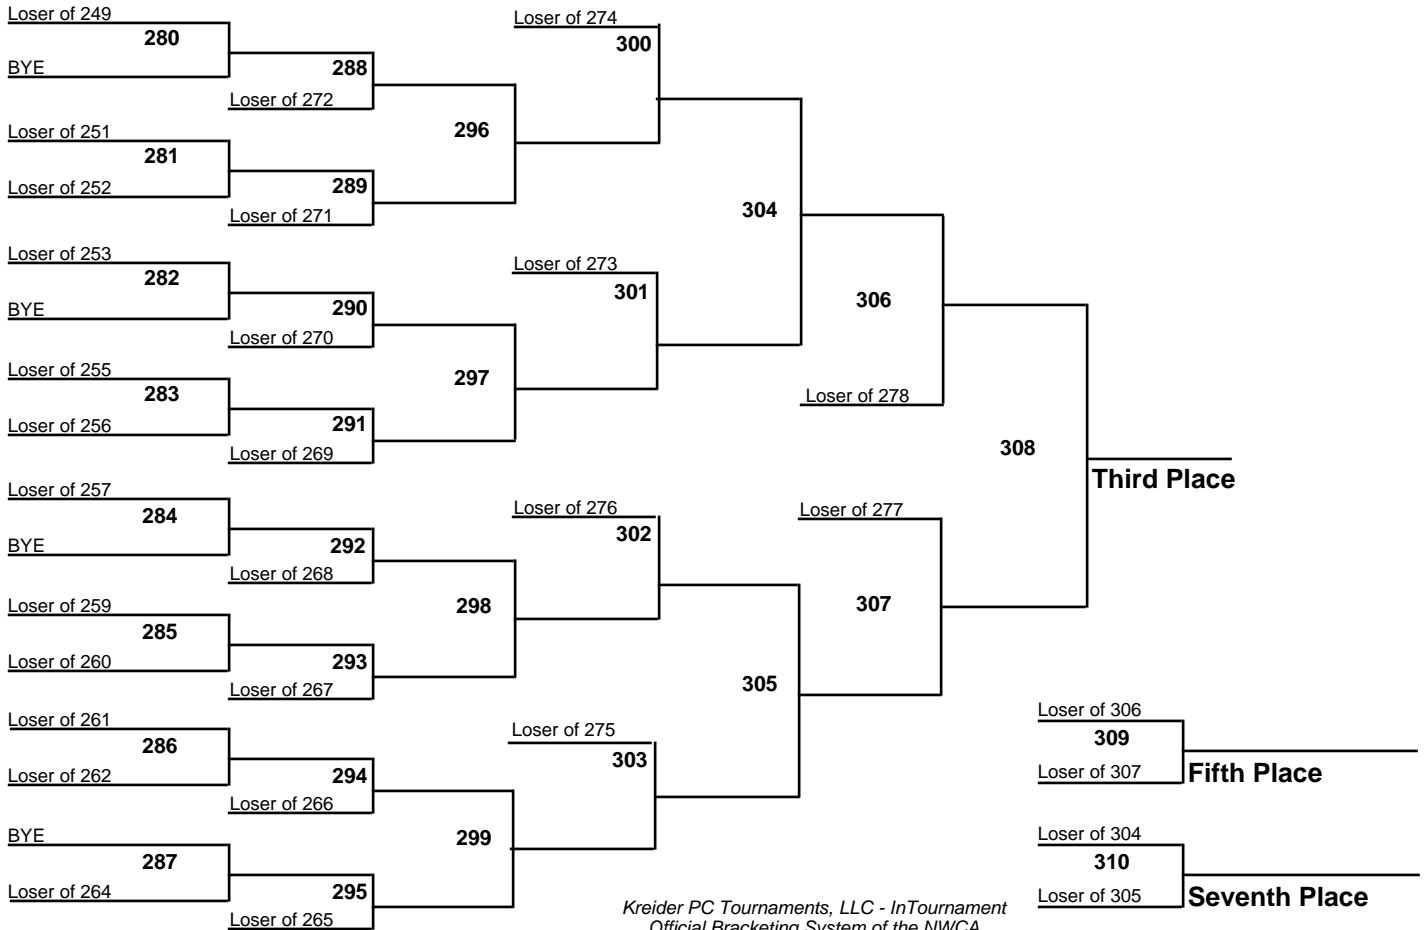 Loser of 249
280
BYE
288
Loser of 272
Loser of 251
281
Loser of 252
289
Loser of 271
296
Loser of 274
300
304
Loser of 253
282
BYE
290
Loser of 270
Loser of 255
283
Loser of 256
291
Loser of 269
297
Loser of 273
301
306
Loser of 278
308
Third Place
Loser of 257
284
BYE
292
Loser of 268
Loser of 259
285
Loser of 260
293
Loser of 267
298
Loser of 276
302
305
Loser of 277
307
Loser of 261
286
Loser of 262
294
Loser of 266
BYE
287
Loser of 264
295
Loser of 265
299
Loser of 275
303
Loser of 306
309
Loser of 307
Fifth Place
Loser of 304
310
Loser of 305
Seventh Place
Kreider PC Tournaments, LLC - InTournament
Official Bracketing System of the NWCA